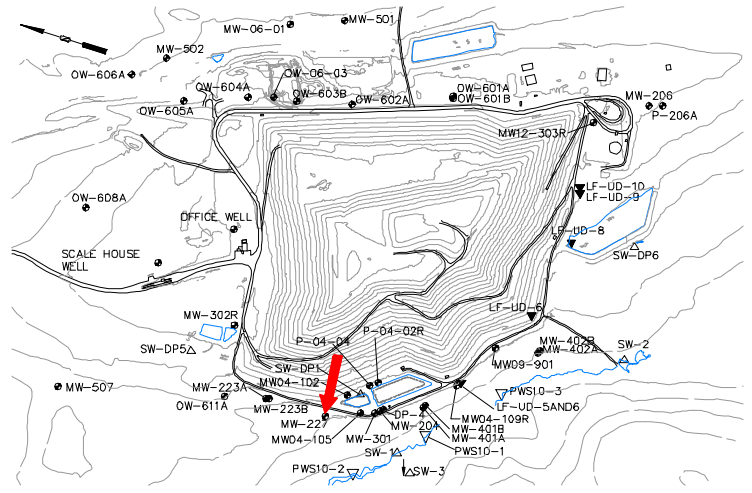 MW-06-01
MW-501
MW-502
OW-606A
OW-06-03
OW-604A
OW-603B
OW-605A
OW-602A
OW-601A
OW-601B
MW-206
P-206A
MW12-303R
OW-608A
OFFICE WELL
SCALE HOUSE
WELL
LF-UD-10
LF-UD-9
LF-UD-8
SW-DP6
LF-UD-6
MW-302R
P-04-04
P-04-02R
SW-DP5
SW-DP1
MW04-102
MW-402B
MW-402A
SW-2
MW09-901
MW-507
MW-223A
OW-611A
MW-223B
MW-227
MW04-105
MW-301
DP-4
MW-204
PWS10-3
LF-UD-5AND6
MW04-109R
MW-401B
MW-401A
PWS10-1
SW-1
PWS10-2
SW-3